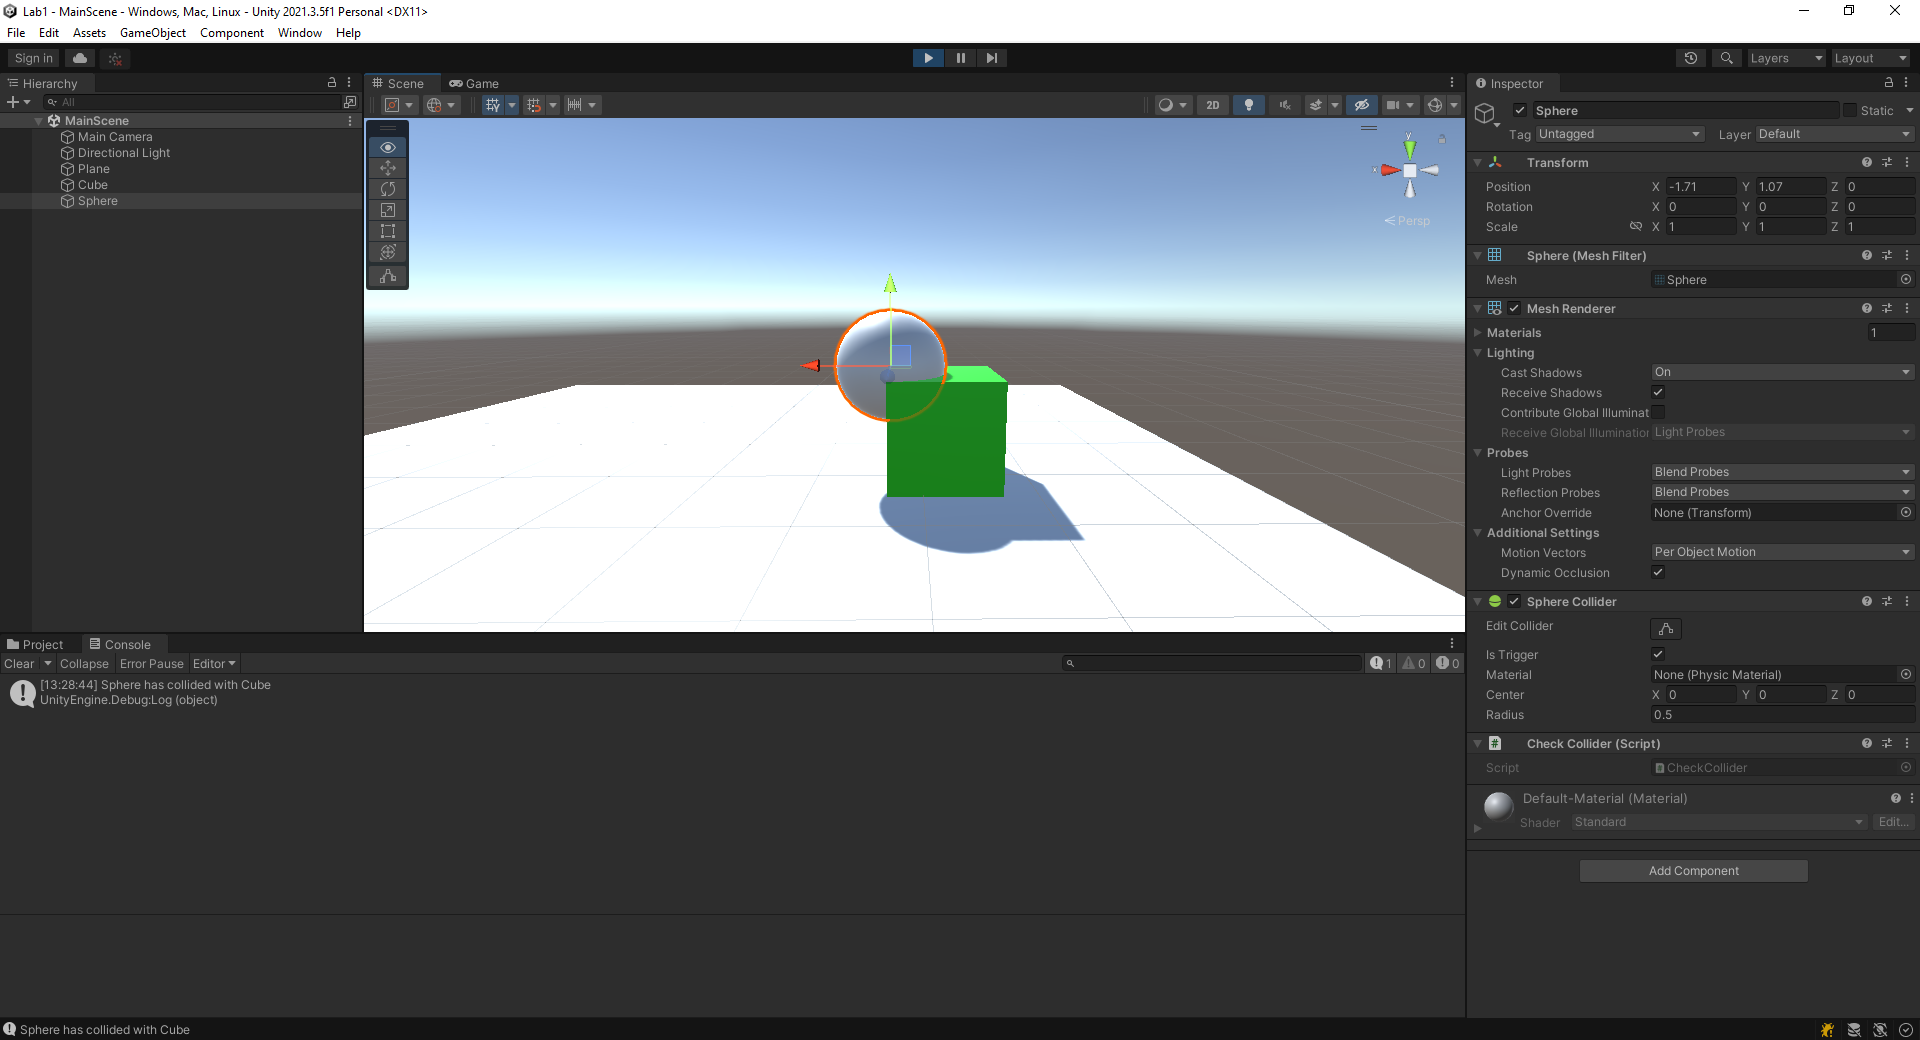 Lab1 - MainScene - Windows, Mac, Linux - Unity 2021.3.5f1 Personal <DX11>
File Edit Assets GameObject Component Window Help
Sign in
Layers
Layout
Hierarchy
All
MainScene
Main Camera
Directional Light
Plane
Cube
Sphere
Scene
Game
2D
y
x
Persp
Project
Console
Clear
Collapse
Error Pause
Editor
1
0
0
[13:28:44] Sphere has collided with Cube
UnityEngine.Debug:Log (object)
Inspector
Sphere
Static
Tag Untagged Layer Default
Transform
Position X -1.71 Y 1.07 Z 0
Rotation X 0 Y 0 Z 0
Scale X 1 Y 1 Z 1
Sphere (Mesh Filter)
Mesh Sphere
Mesh Renderer
Materials 1
Lighting
Cast Shadows On
Receive Shadows
Contribute Global Illuminat
Receive Global Illumination Light Probes
Probes
Light Probes Blend Probes
Reflection Probes Blend Probes
Anchor Override None (Transform)
Additional Settings
Motion Vectors Per Object Motion
Dynamic Occlusion
Sphere Collider
Edit Collider
Is Trigger
Material None (Physic Material)
Center X 0 Y 0 Z 0
Radius 0.5
Check Collider (Script)
Script CheckCollider
Default-Material (Material)
Shader Standard Edit...
Add Component
Sphere has collided with Cube